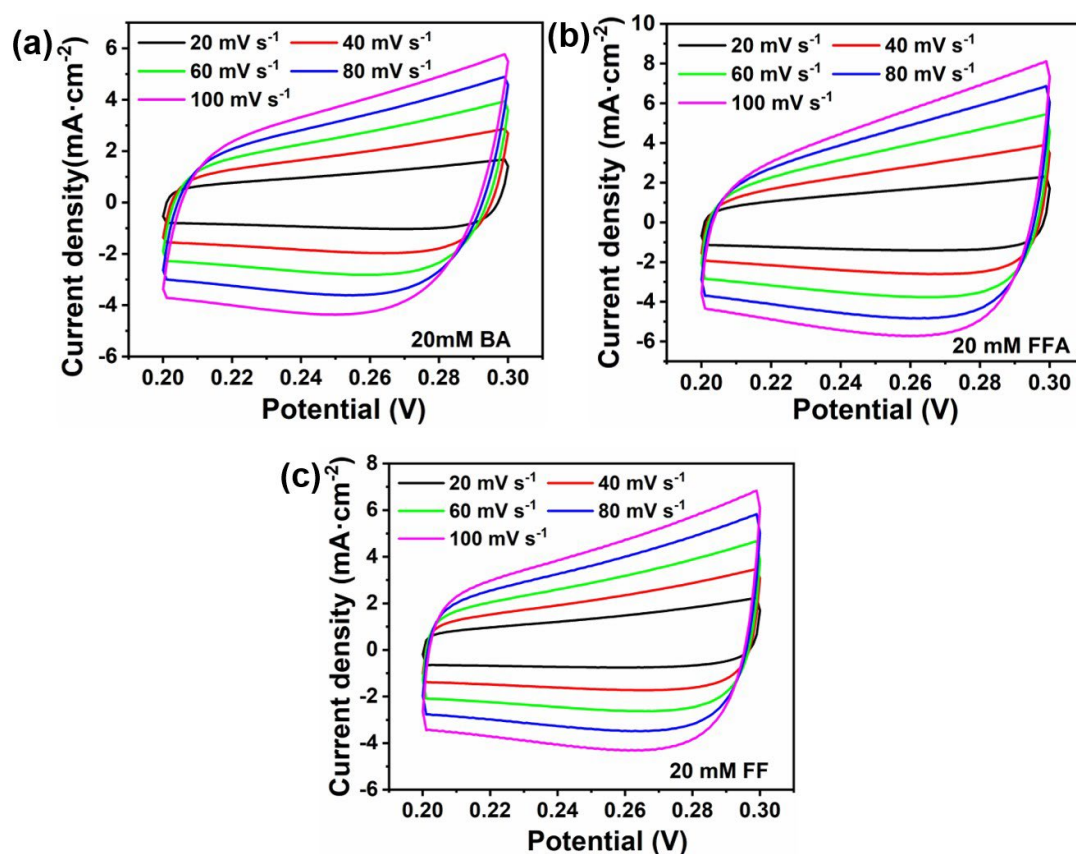 (a)
Current density(mA·cm⁻²)
6
4
2
0
-2
-4
-6
20 mV s⁻¹ 40 mV s⁻¹
60 mV s⁻¹ 80 mV s⁻¹
100 mV s⁻¹
20mM BA
0.20 0.22 0.24 0.26 0.28 0.30
Potential (V)
(b)
Current density (mA·cm⁻²)
10
8
6
4
2
0
-2
-4
-6
20 mV s⁻¹ 40 mV s⁻¹
60 mV s⁻¹ 80 mV s⁻¹
100 mV s⁻¹
20 mM FFA
0.20 0.22 0.24 0.26 0.28 0.30
Potential (V)
(c)
Current density (mA·cm⁻²)
8
6
4
2
0
-2
-4
-6
20 mV s⁻¹ 40 mV s⁻¹
60 mV s⁻¹ 80 mV s⁻¹
100 mV s⁻¹
20 mM FF
0.20 0.22 0.24 0.26 0.28 0.30
Potential (V)